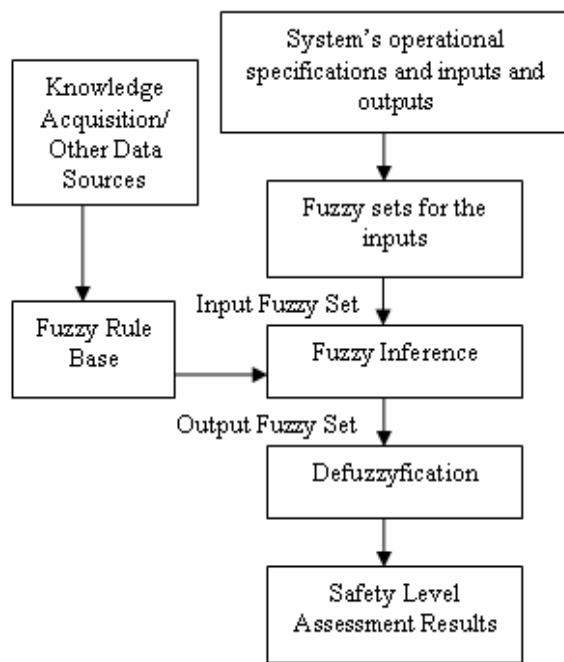 System's operational
specifications and inputs and
outputs
Knowledge
Acquisition/
Other Data
Sources
Fuzzy sets for the
inputs
Input Fuzzy Set
Fuzzy Rule
Base
Fuzzy Inference
Output Fuzzy Set
Defuzzyfication
Safety Level
Assessment Results